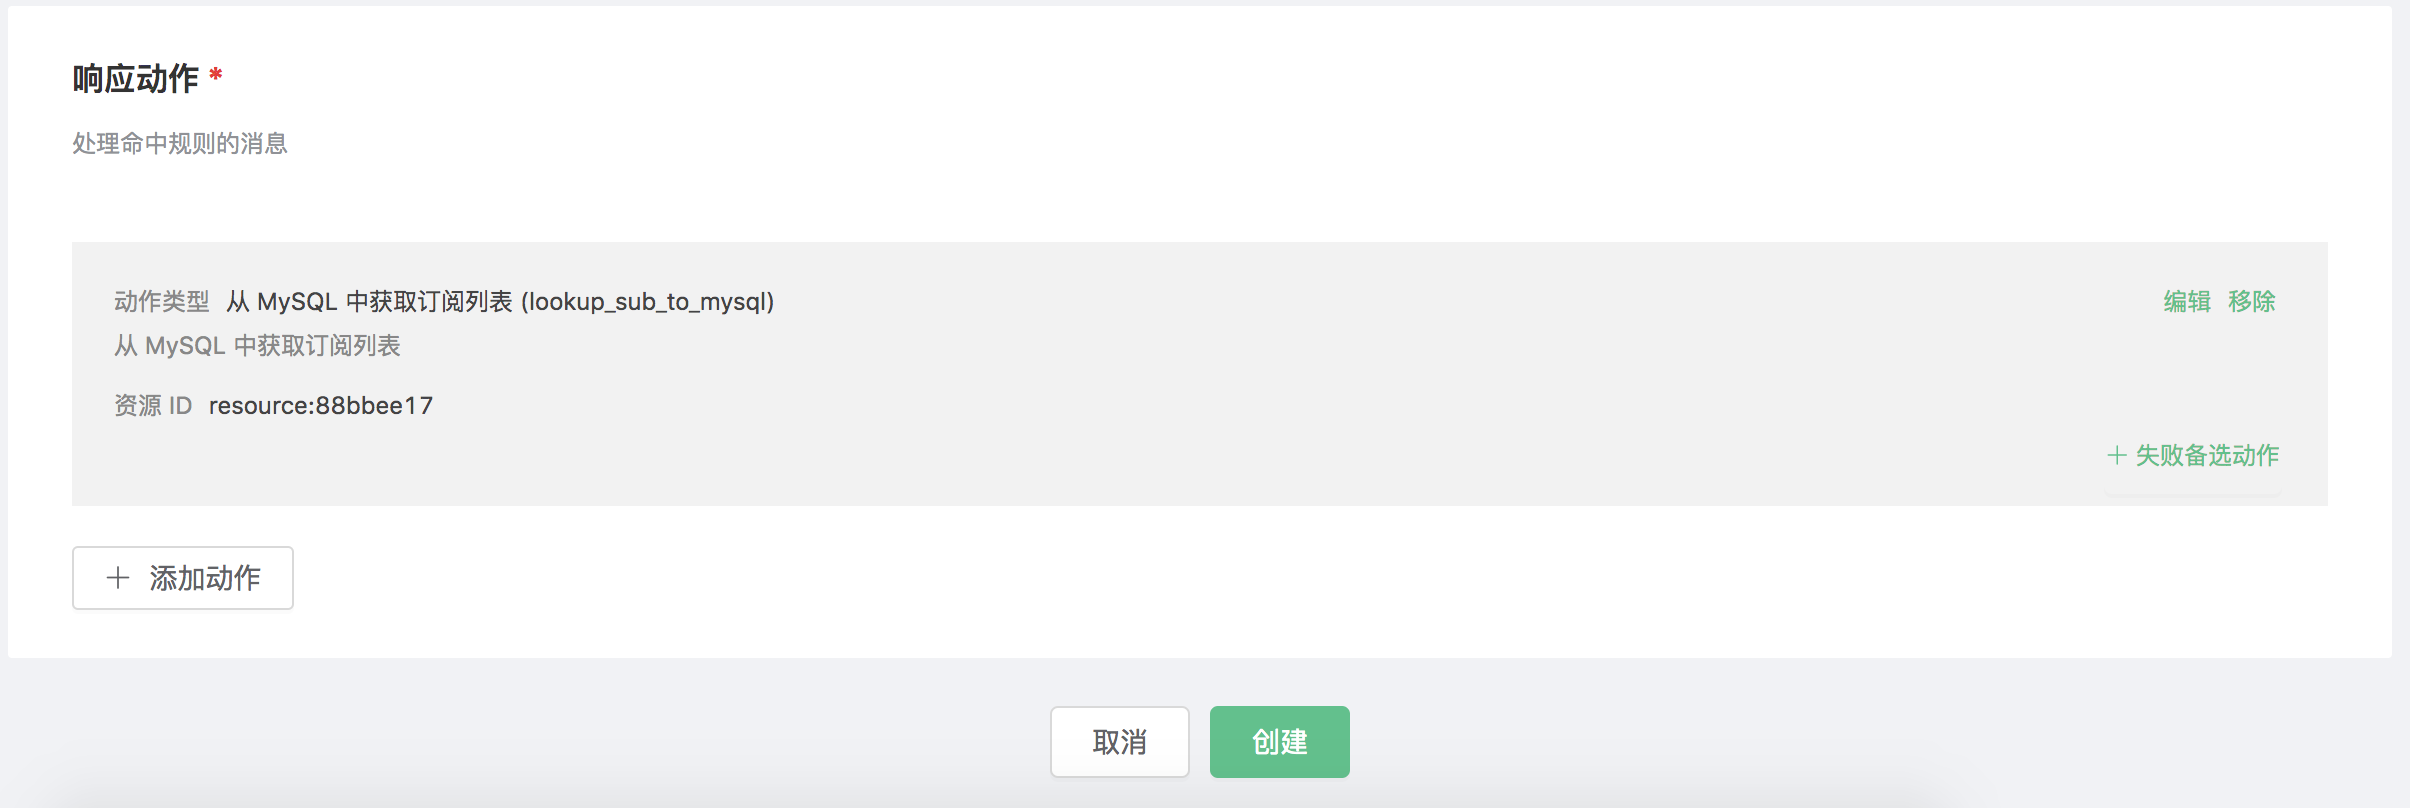 响应动作 *
处理命中规则的消息
动作类型 从 MySQL 中获取订阅列表 (lookup_sub_to_mysql)
编辑 移除
从 MySQL 中获取订阅列表
资源 ID resource:88bbee17
+ 失败备选动作
+ 添加动作
取消 创建